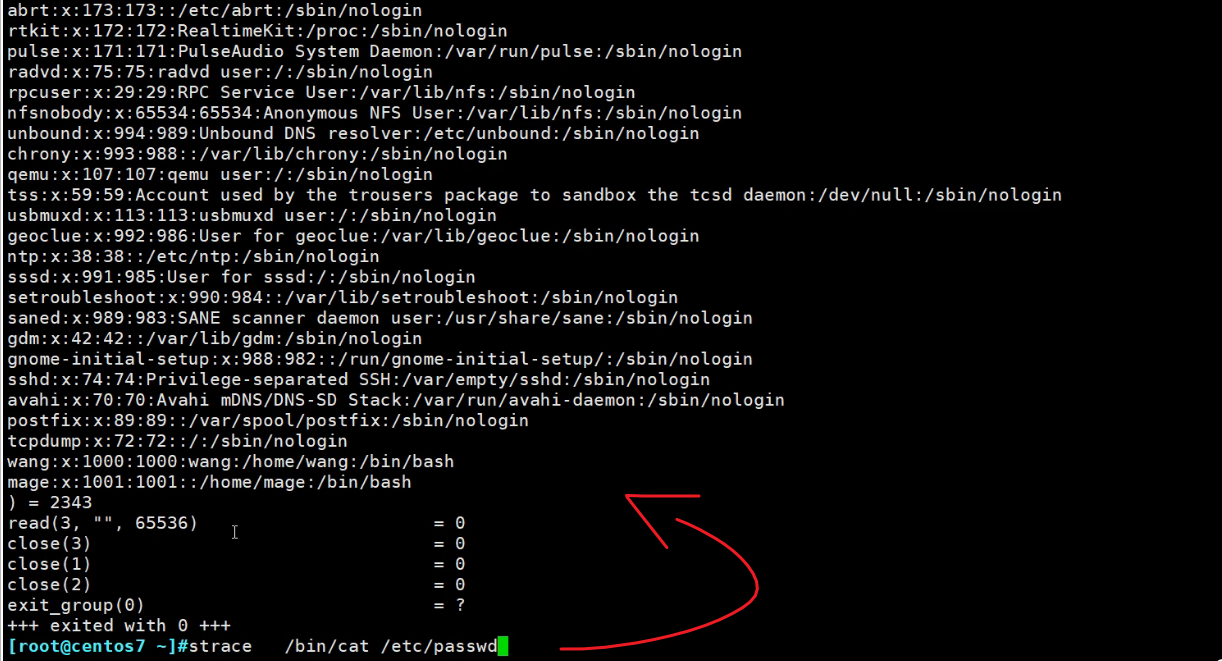 abrt:x:173:173::/etc/abrt:/sbin/nologin
rtkit:x:172:172:RealtimeKit:/proc:/sbin/nologin
pulse:x:171:171:PulseAudio System Daemon:/var/run/pulse:/sbin/nologin
radvd:x:75:75:radvd user:/:/sbin/nologin
rpcuser:x:29:29:RPC Service User:/var/lib/nfs:/sbin/nologin
nfsnobody:x:65534:65534:Anonymous NFS User:/var/lib/nfs:/sbin/nologin
unbound:x:994:989:Unbound DNS resolver:/etc/unbound:/sbin/nologin
chrony:x:993:988::/var/lib/chrony:/sbin/nologin
qemu:x:107:107:qemu user:/:/sbin/nologin
tss:x:59:59:Account used by the trousers package to sandbox the tcsd daemon:/dev/null:/sbin/nologin
usbmuxd:x:113:113:usbmuxd user:/:/sbin/nologin
geoclue:x:992:986:User for geoclue:/var/lib/geoclue:/sbin/nologin
ntp:x:38:38::/etc/ntp:/sbin/nologin
sssd:x:991:985:User for sssd:/:/sbin/nologin
setroubleshoot:x:990:984::/var/lib/setroubleshoot:/sbin/nologin
saned:x:989:983:SANE scanner daemon user:/usr/share/sane:/sbin/nologin
gdm:x:42:42::/var/lib/gdm:/sbin/nologin
gnome-initial-setup:x:988:982::/run/gnome-initial-setup/:/sbin/nologin
sshd:x:74:74:Privilege-separated SSH:/var/empty/sshd:/sbin/nologin
avahi:x:70:70:Avahi mDNS/DNS-SD Stack:/var/run/avahi-daemon:/sbin/nologin
postfix:x:89:89::/var/spool/postfix:/sbin/nologin
tcpdump:x:72:72::/:/sbin/nologin
wang:x:1000:1000:wang:/home/wang:/bin/bash
mage:x:1001:1001::/home/mage:/bin/bash
) = 2343
read(3, "", 65536)                      = 0
close(3)                                = 0
close(1)                                = 0
close(2)                                = 0
exit_group(0)                           = ?
+++ exited with 0 +++
[root@centos7 ~]#strace   /bin/cat /etc/passwd